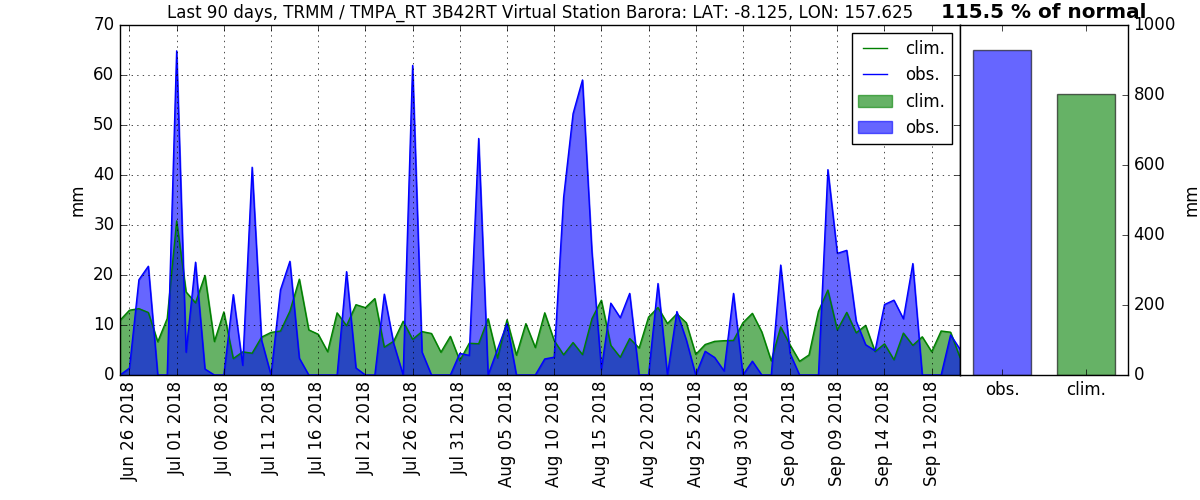 Last 90 days, TRMM / TMPA_RT 3B42RT Virtual Station Barora: LAT: -8.125, LON: 157.625
115.5 % of normal
70
60
50
40
30
20
10
0
mm
clim.
obs.
clim.
obs.
1000
800
600
400
200
0
mm
obs.
clim.
Jun 26 2018
Jul 01 2018
Jul 06 2018
Jul 11 2018
Jul 16 2018
Jul 21 2018
Jul 26 2018
Jul 31 2018
Aug 05 2018
Aug 10 2018
Aug 15 2018
Aug 20 2018
Aug 25 2018
Aug 30 2018
Sep 04 2018
Sep 09 2018
Sep 14 2018
Sep 19 2018